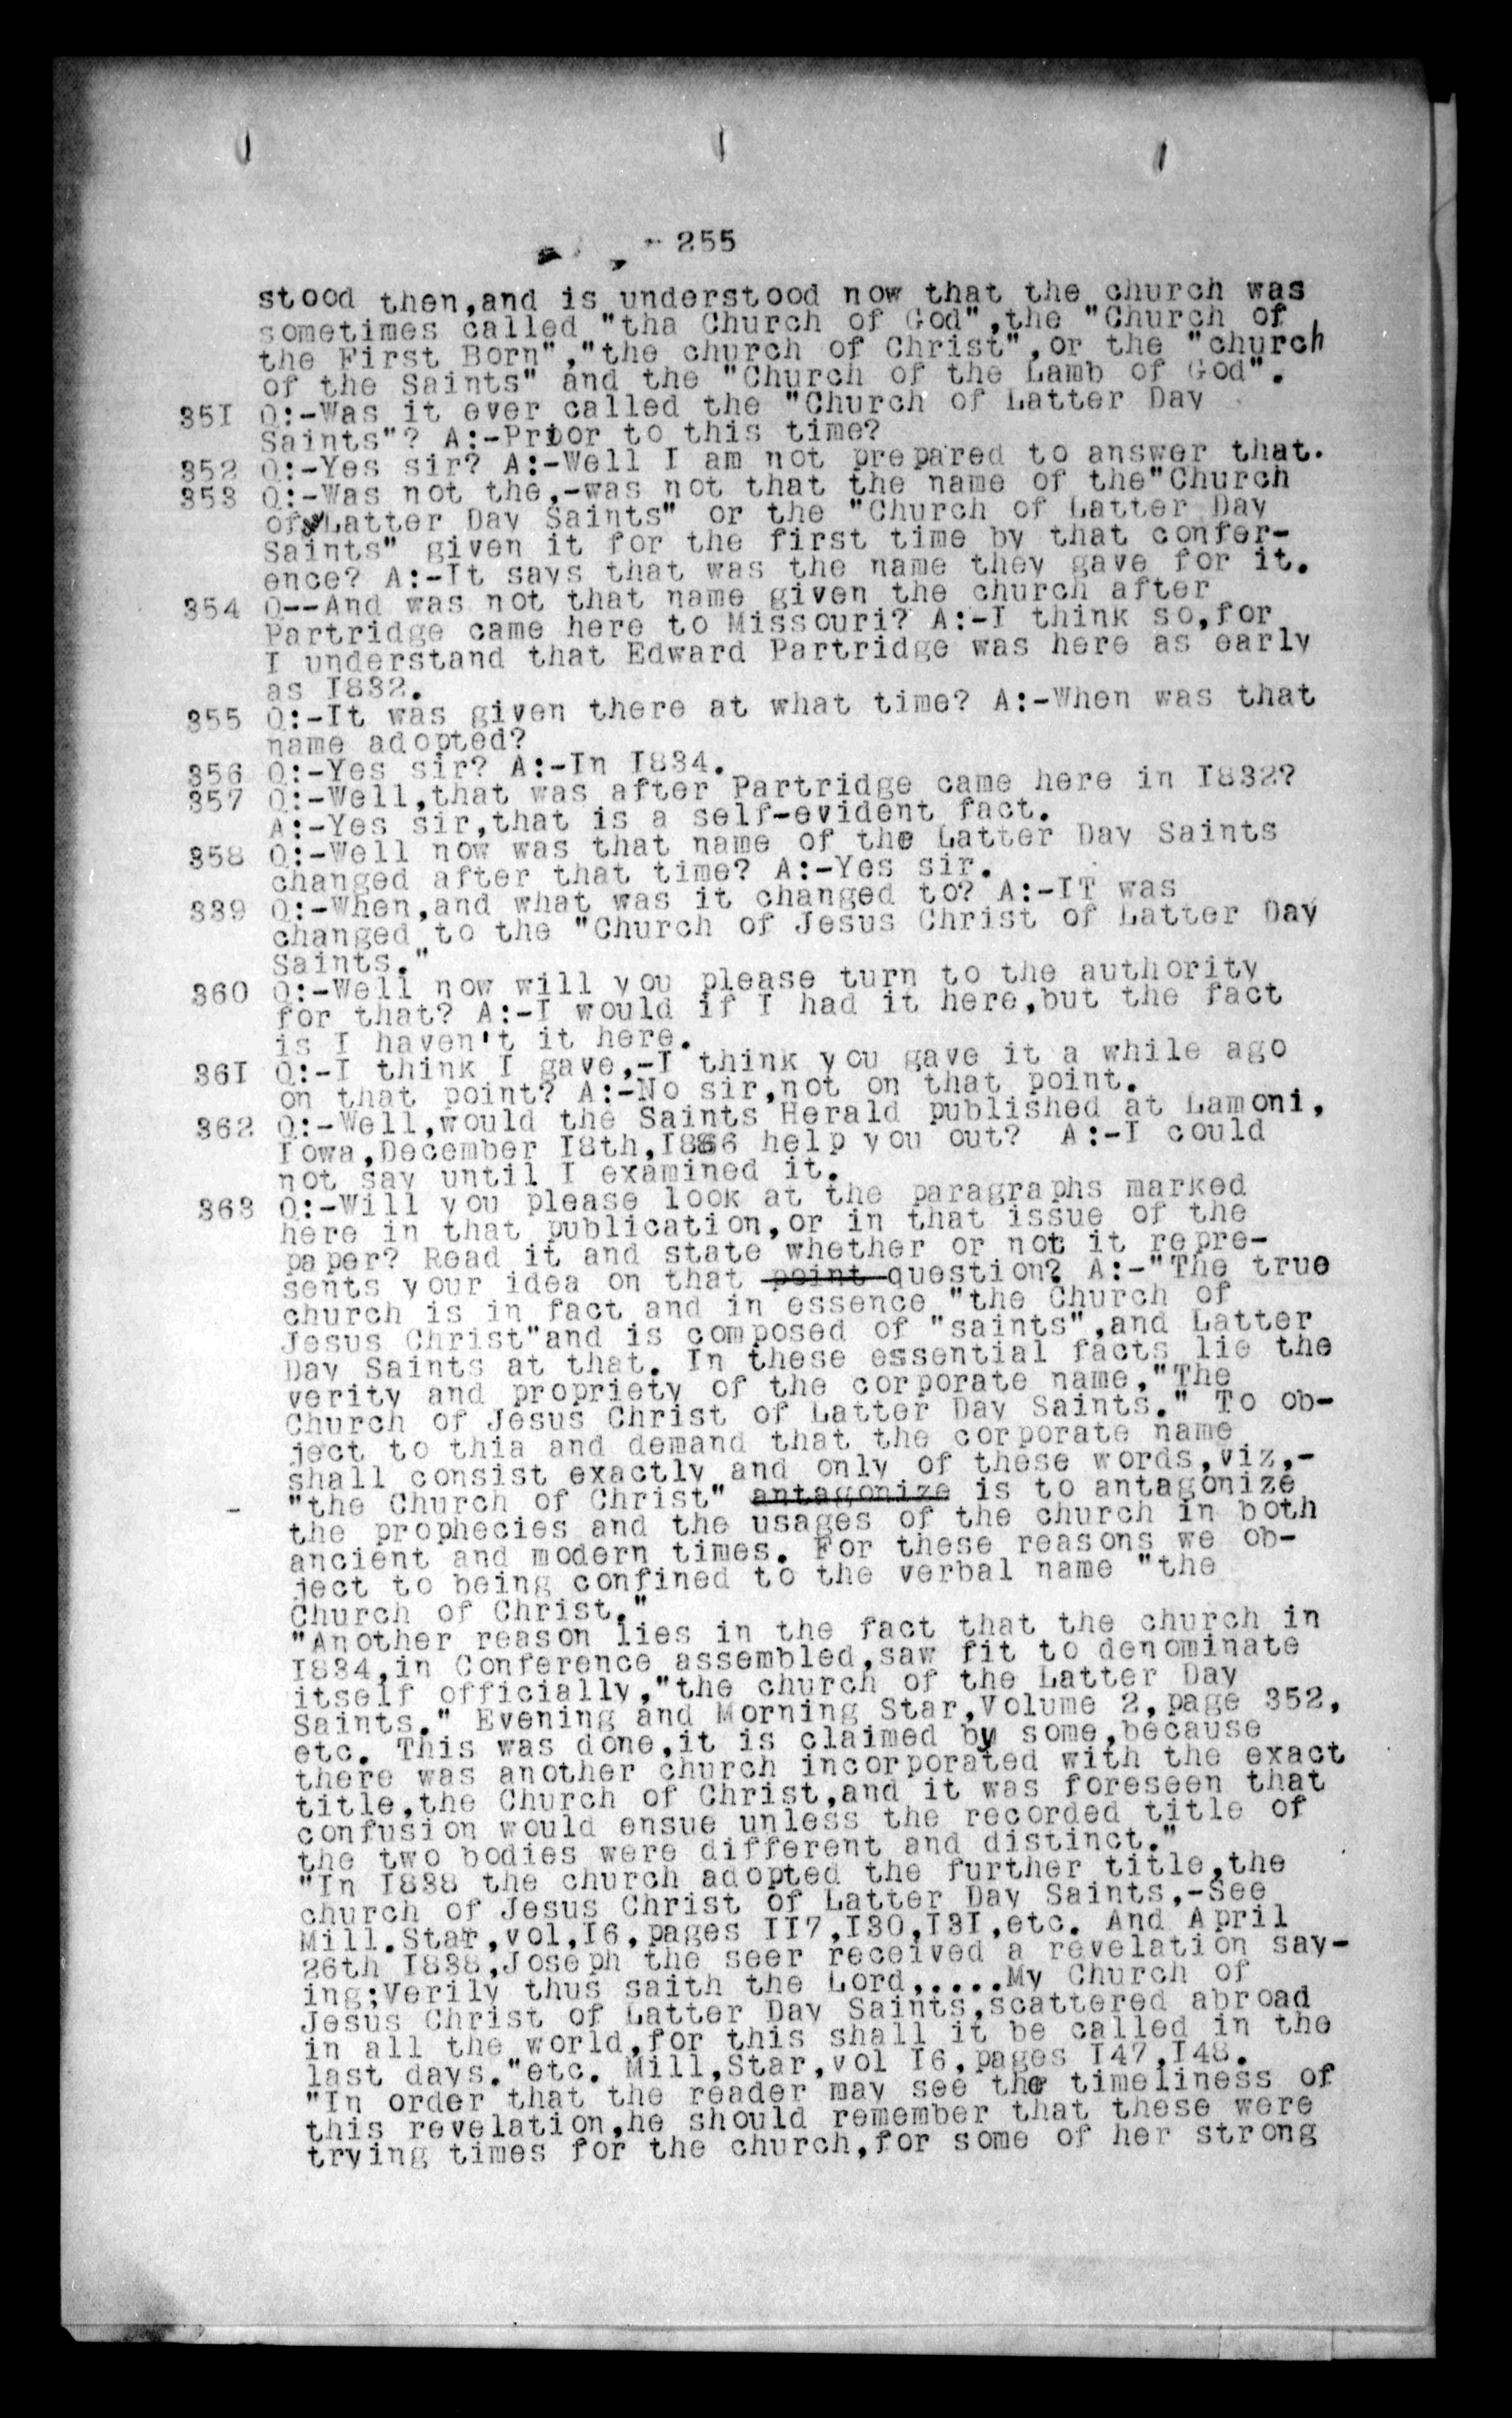 255
stood then,and is understood now that the church was
sometimes called "tha Church of God",the "Church of
the First Born","the church of Christ",or the "church
of the Saints" and the "Church of the Lamb of God".
351 Q:-Was it ever called the "Church of Latter Day
Saints"? A:-Prior to this time?
352 Q:-Yes sir? A:-Well I am not prepared to answer that.
353 Q:-Was not the,-was not that the name of the"Church
of Latter Day Saints" or the "Church of Latter Day
Saints" given it for the first time by that confer-
ence? A:-It says that was the name they gave for it.
354 Q--And was not that name given the church after
Partridge came here to Missouri? A:-I think so,for
I understand that Edward Partridge was here as early
as I832.
355 Q:-It was given there at what time? A:-When was that
name adopted?
356 Q:-Yes sir? A:-In I834.
357 Q:-Well,that was after Partridge came here in I832?
A:-Yes sir,that is a self-evident fact.
358 Q:-Well now was that name of the Latter Day Saints
changed after that time? A:-Yes sir.
339 Q:-When,and what was it changed to? A:-IT was
changed to the "Church of Jesus Christ of Latter Day
Saints."
360 Q:-Well now will you please turn to the authority
for that? A:-I would if I had it here,but the fact
is I haven't it here.
36I Q:-I think I gave,-I think you gave it a while ago
on that point? A:-No sir,not on that point.
362 Q:-Well,would the Saints Herald published at Lamoni,
Iowa,December I8th,I886 help you out? A:-I could
not say until I examined it.
363 Q:-Will you please look at the paragraphs marked
here in that publication,or in that issue of the
paper? Read it and state whether or not it repre-
sents your idea on that point question? A:-"The true
church is in fact and in essence "the Church of
Jesus Christ"and is composed of "saints",and Latter
Day Saints at that. In these essential facts lie the
verity and propriety of the corporate name,"The
Church of Jesus Christ of Latter Day Saints." To ob-
ject to thia and demand that the corporate name
shall consist exactly and only of these words,viz,-
"the Church of Christ" antagonize is to antagonize
the prophecies and the usages of the church in both
ancient and modern times. For these reasons we ob-
ject to being confined to the verbal name "the
Church of Christ."
"Another reason lies in the fact that the church in
I834,in Conference assembled,saw fit to denominate
itself officially,"the church of the Latter Day
Saints." Evening and Morning Star,Volume 2,page 352,
etc. This was done,it is claimed by some,because
there was another church incorporated with the exact
title,the Church of Christ,and it was foreseen that
confusion would ensue unless the recorded title of
the two bodies were different and distinct."
"In I838 the church adopted the further title,the
church of Jesus Christ of Latter Day Saints,-See
Mill.Star,vol,I6,pages II7,I30,I3I,etc. And April
26th I838,Joseph the seer received a revelation say-
ing;Verily thus saith the Lord,.....My Church of
Jesus Christ of Latter Day Saints,scattered abroad
in all the world,for this shall it be called in the
last days."etc. Mill,Star,vol I6,pages I47,I48.
"In order that the reader may see the timeliness of
this revelation,he should remember that these were
trying times for the church,for some of her strong